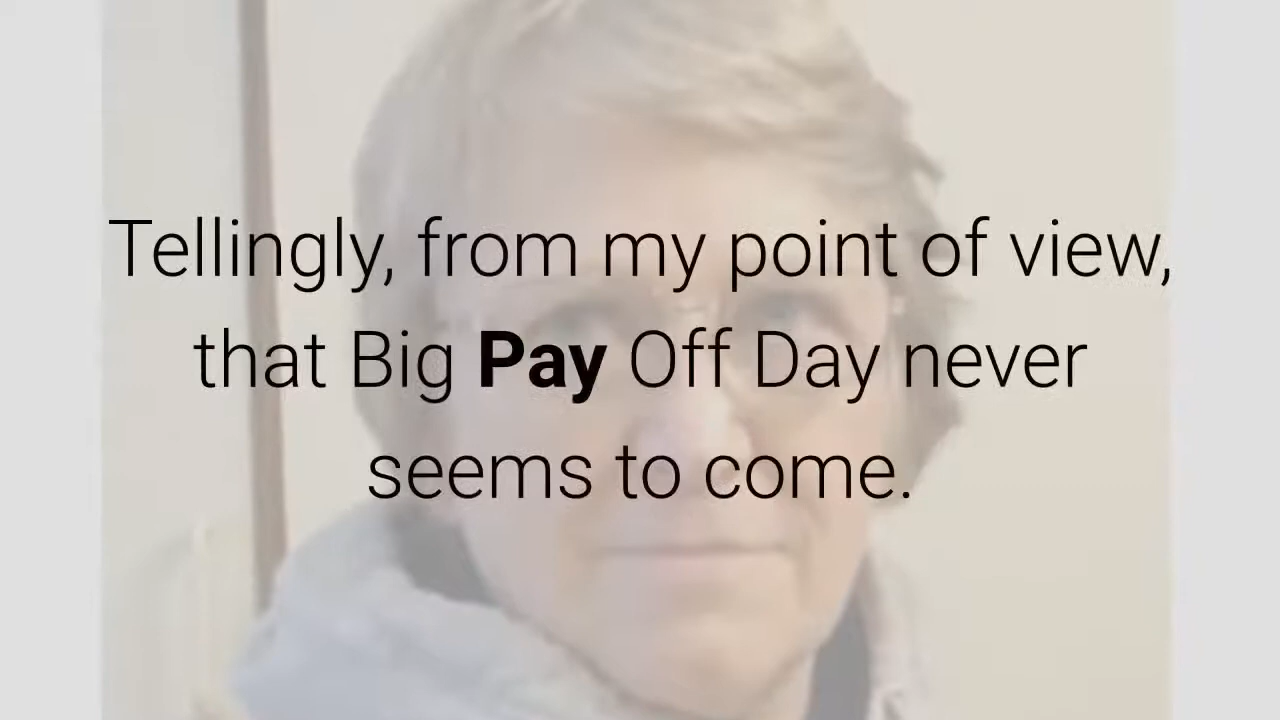 Tellingly, from my point of view,
that Big Pay Off Day never
seems to come.